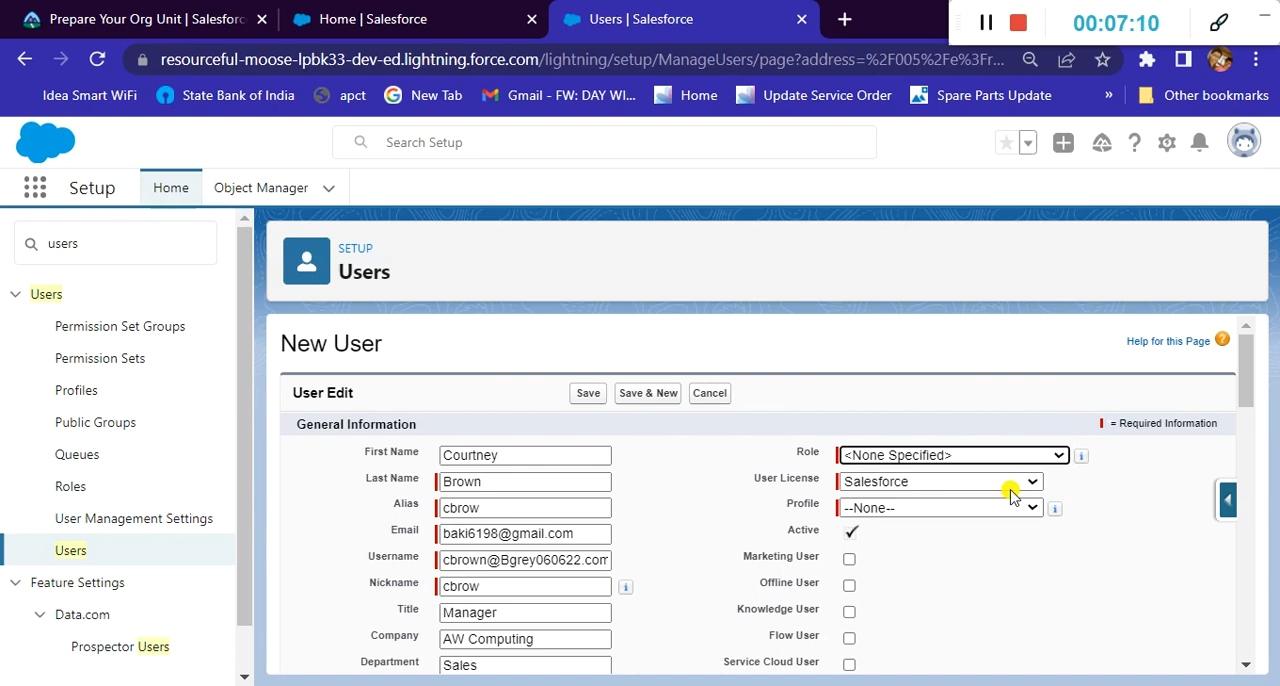 Prepare Your Org Unit | Salesforc
Home | Salesforce
Users | Salesforce
00:07:10
resourceful-moose-lpbk33-dev-ed.lightning.force.com/lightning/setup/ManageUsers/page?address=%2F005%2Fe%3Fr...
Idea Smart WiFi
State Bank of India
apct
New Tab
Gmail - FW: DAY WI...
Home
Update Service Order
Spare Parts Update
»
Other bookmarks
Search Setup
Setup
Home
Object Manager
users
Users
Permission Set Groups
Permission Sets
Profiles
Public Groups
Queues
Roles
User Management Settings
Users
Feature Settings
Data.com
Prospector Users
SETUP
Users
New User
Help for this Page
User Edit
Save
Save & New
Cancel
General Information
= Required Information
First Name Courtney
Last Name Brown
Alias cbrow
Email baki6198@gmail.com
Username cbrown@Bgrey060622.com
Nickname cbrow
Title Manager
Company AW Computing
Department Sales
Role <None Specified>
User License Salesforce
Profile --None--
Active
Marketing User
Offline User
Knowledge User
Flow User
Service Cloud User